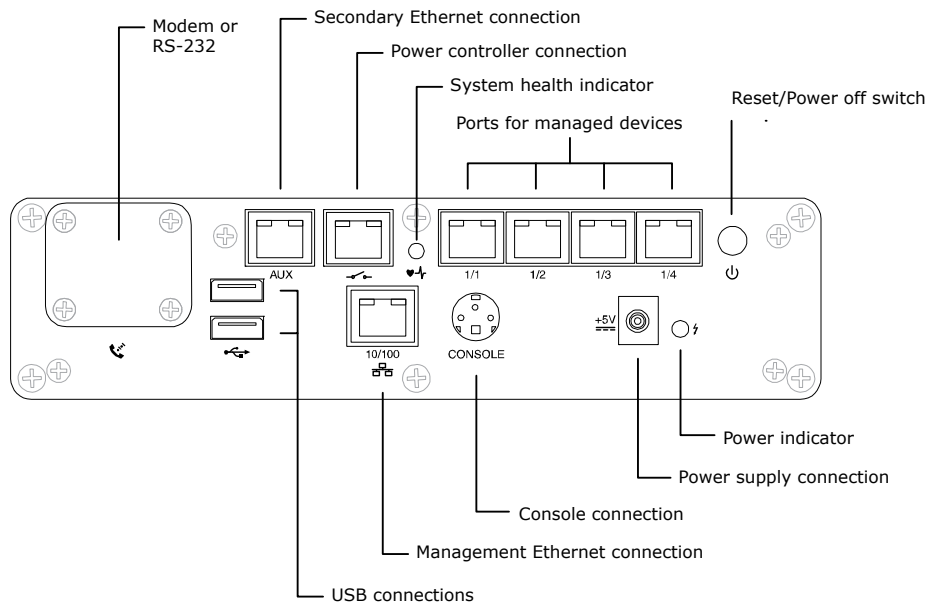 Secondary Ethernet connection
Modem or
RS-232
Power controller connection
System health indicator
Reset/Power off switch
Ports for managed devices
AUX
1/1
1/2
1/3
1/4
+5V
10/100
CONSOLE
Power indicator
Power supply connection
Console connection
Management Ethernet connection
USB connections